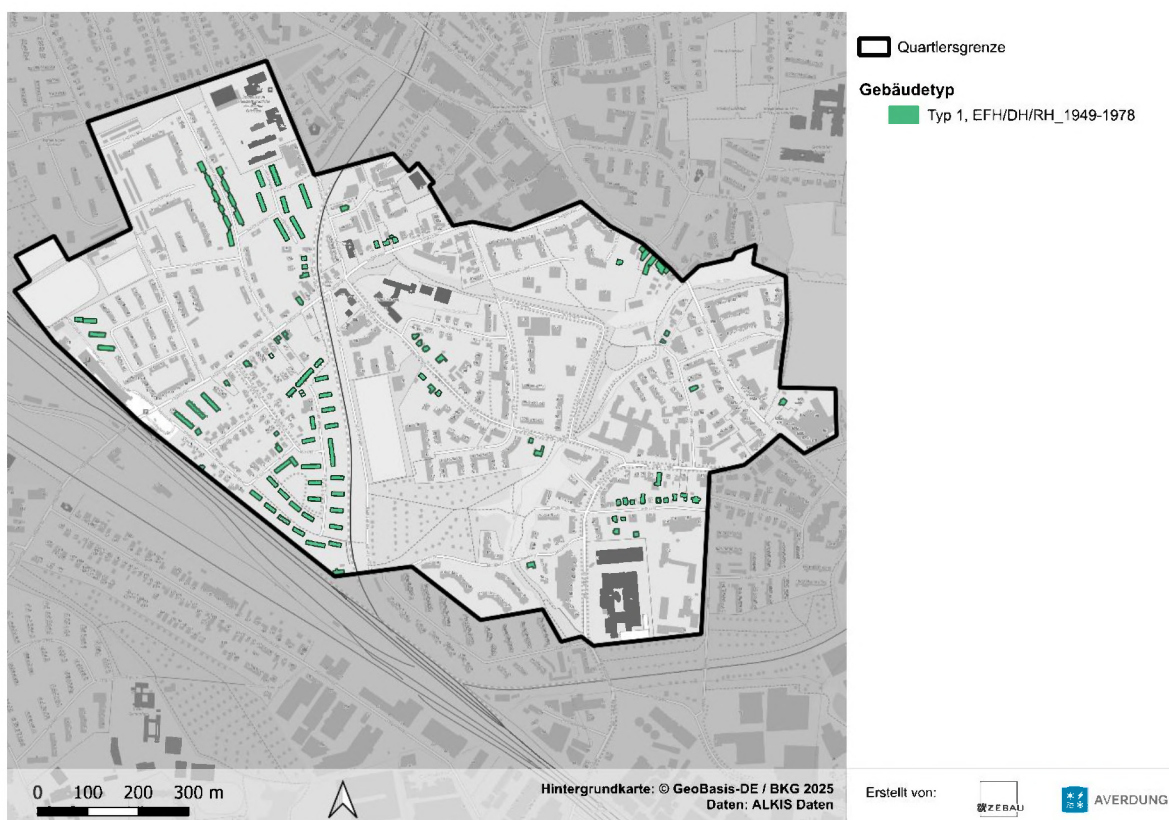 Quartiersgrenze
Gebäudetyp
Typ 1, EFH/DH/RH_1949-1978
0 100 200 300 m
Hintergrundkarte: © GeoBasis-DE / BKG 2025
Daten: ALKIS Daten
Erstellt von:
ZEBAU
AVERDUNG